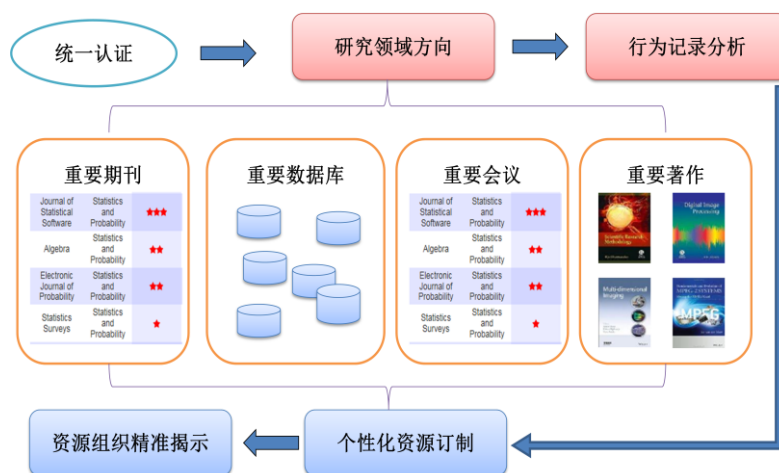 统一认证
研究领域方向
行为记录分析
重要期刊
Journal of Statistical Software
Statistics and Probability
★★★
Algebra
Statistics and Probability
★★
Electronic Journal of Probability
Statistics and Probability
★★
Statistics Surveys
Statistics and Probability
★
重要数据库
重要会议
Journal of Statistical Software
Statistics and Probability
★★★
Algebra
Statistics and Probability
★★
Electronic Journal of Probability
Statistics and Probability
★★
Statistics Surveys
Statistics and Probability
★
重要著作
Scientific Research
Methodology
Digital Image
Processing
Multi-dimensional
Imaging
MPEG
资源组织精准揭示
个性化资源订制